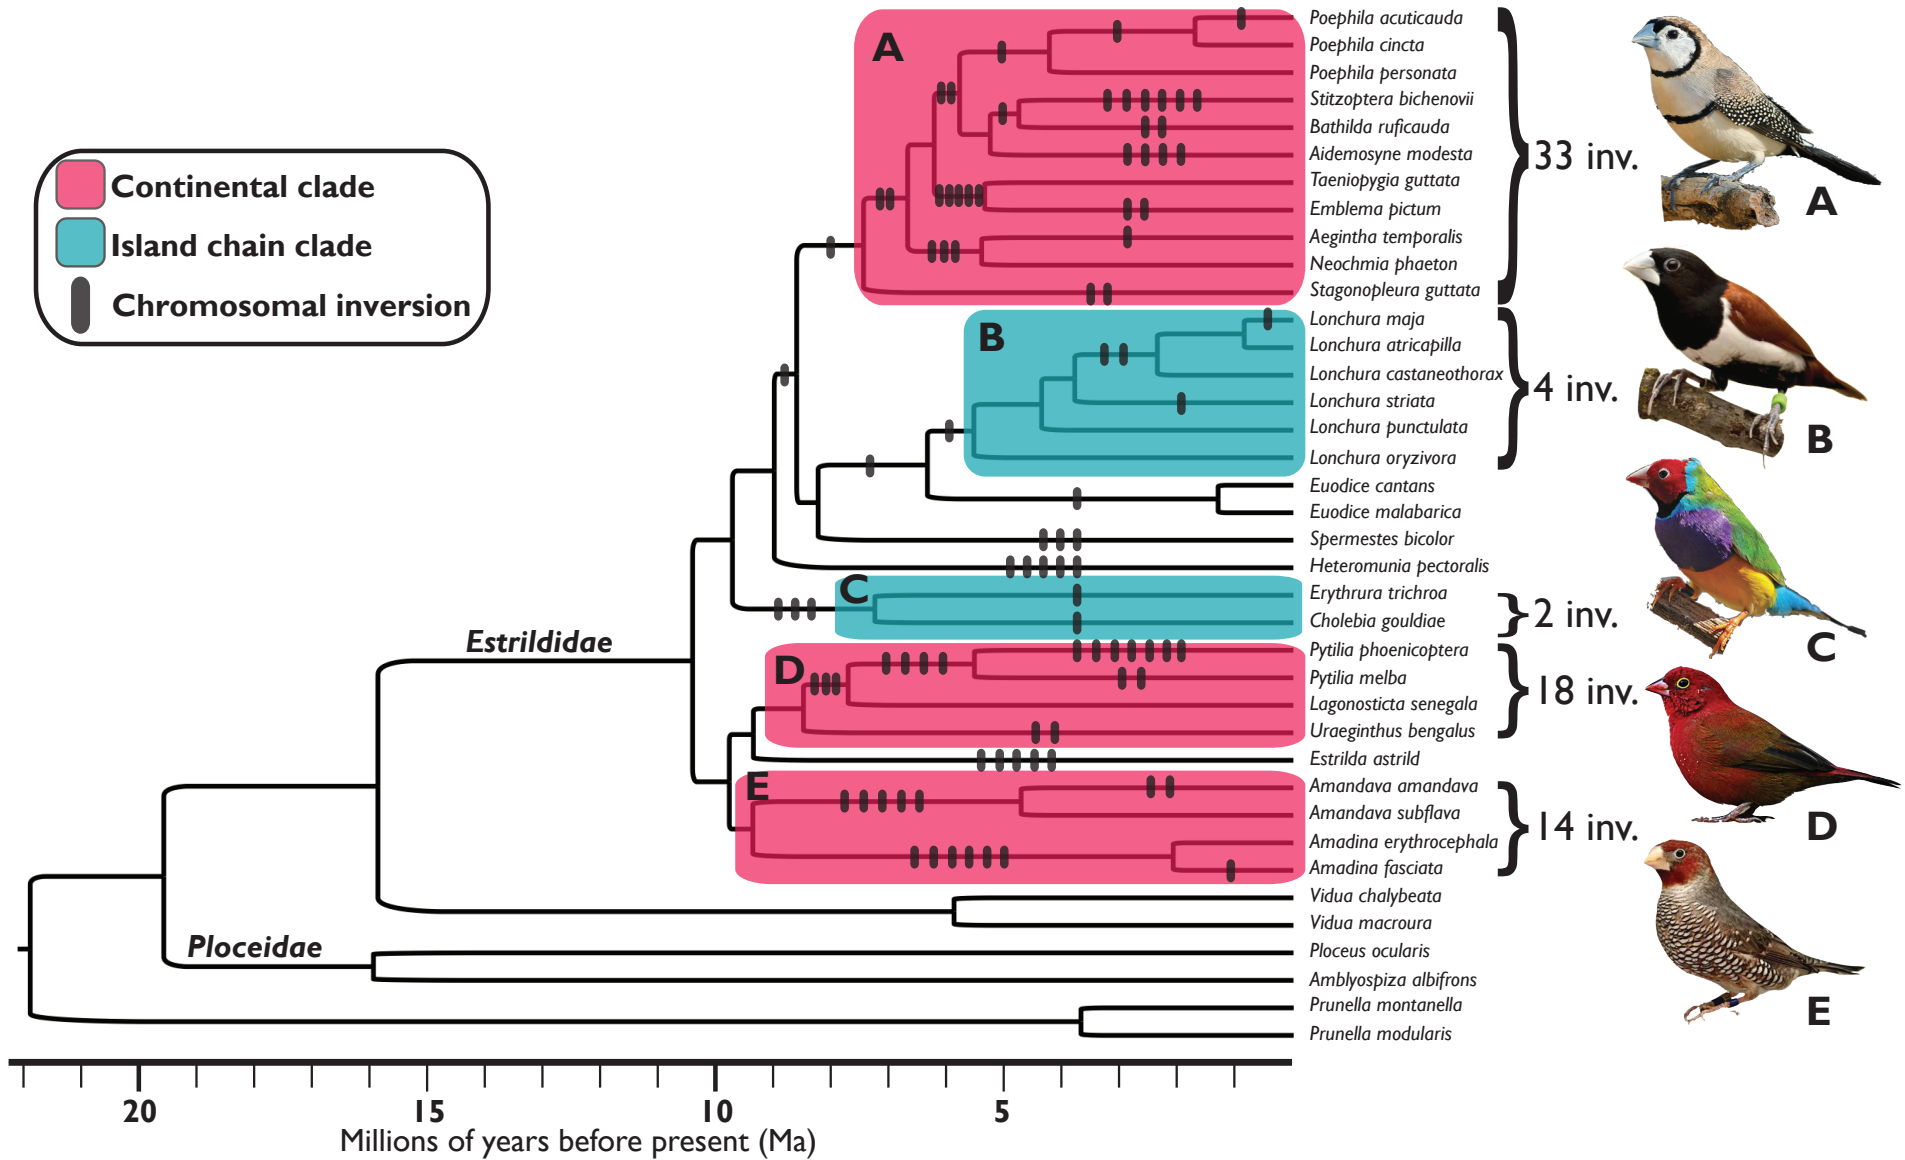 Continental clade
Island chain clade
Chromosomal inversion
A
B
C
D
E
Estrildidae
Ploceidae
Poephila acuticauda
Poephila cincta
Poephila personata
Stitzoptera bichenovii
Bathilda ruficauda
Aidemosyne modesta
Taeniopygia guttata
Emblema pictum
Aegintha temporalis
Neochmia phaeton
Stagonopleura guttata
Lonchura maja
Lonchura atricapilla
Lonchura castaneothorax
Lonchura striata
Lonchura punctulata
Lonchura oryzivora
Euodice cantans
Euodice malabarica
Spermestes bicolor
Heteromunia pectoralis
Erythrura trichroa
Chloebia gouldiae
Pytilia phoenicoptera
Pytilia melba
Lagonosticta senegala
Uraeginthus bengalus
Estrilda astrild
Amandava amandava
Amandava subflava
Amadina erythrocephala
Amadina fasciata
Vidua chalybeata
Vidua macroura
Ploceus ocularis
Amblyospiza albifrons
Prunella montanella
Prunella modularis
33 inv.
4 inv.
2 inv.
18 inv.
14 inv.
A
B
C
D
E
20 15 10 5
Millions of years before present (Ma)